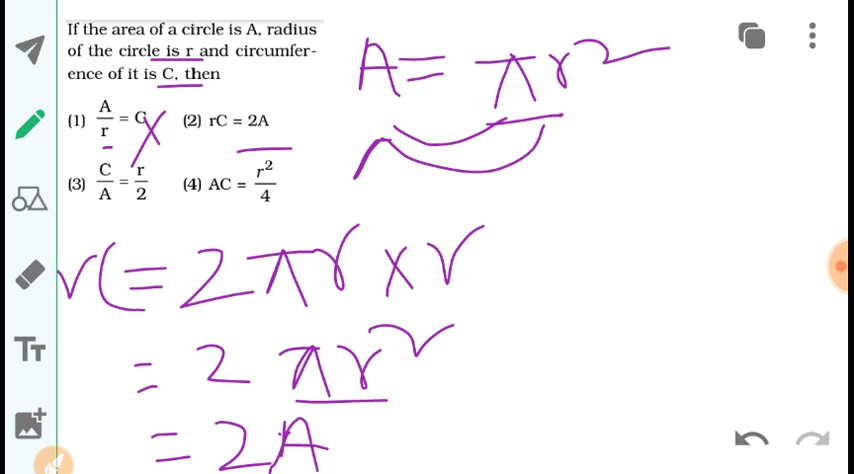 If the area of a circle is A, radius
of the circle is r and circumfer-
ence of it is C, then
(1) A/r = C (2) rC = 2A
(3) C/A = r/2 (4) AC = r²/4
A = πr²
rC = 2πr × r
= 2πr²
= 2A
TT